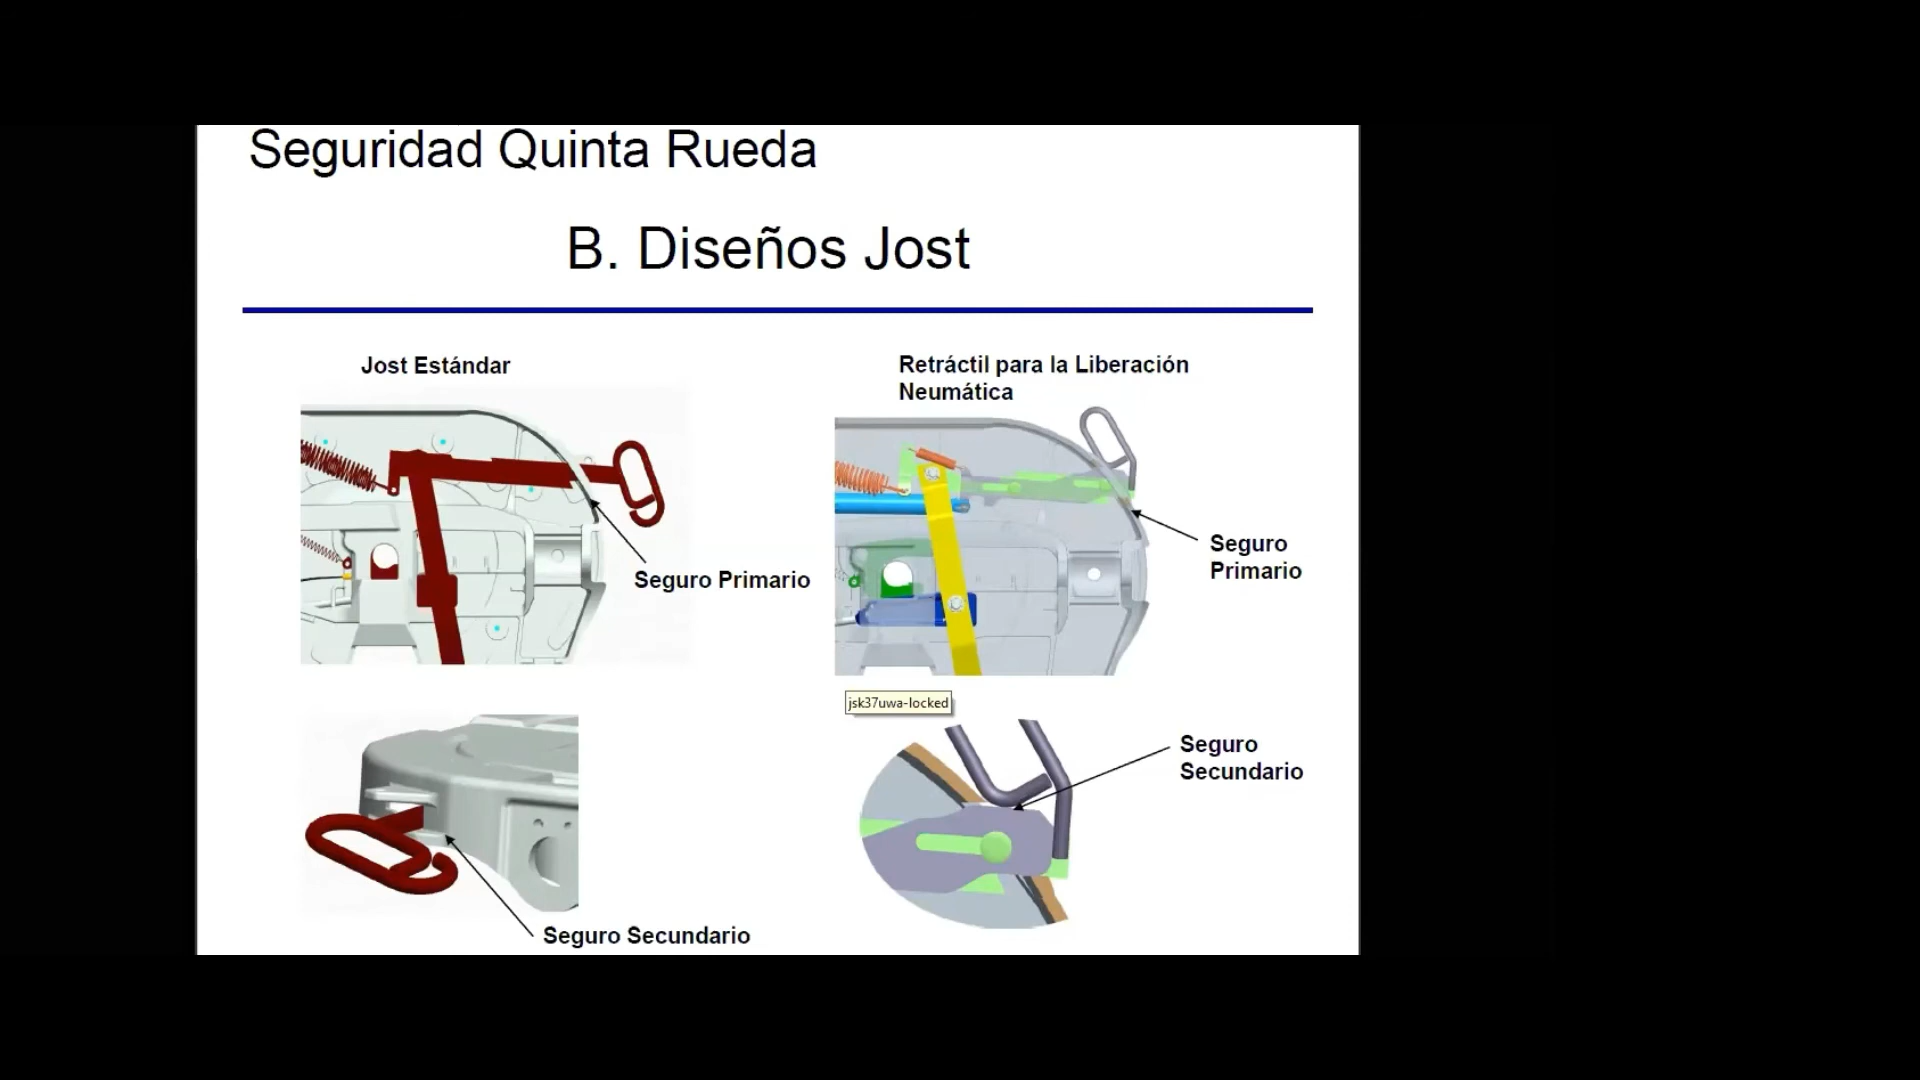 Seguridad Quinta Rueda
B. Diseños Jost
Jost Estándar
Retráctil para la Liberación
Neumática
Seguro Primario
Seguro
Primario
jsk37uwa-locked
Seguro
Secundario
Seguro Secundario